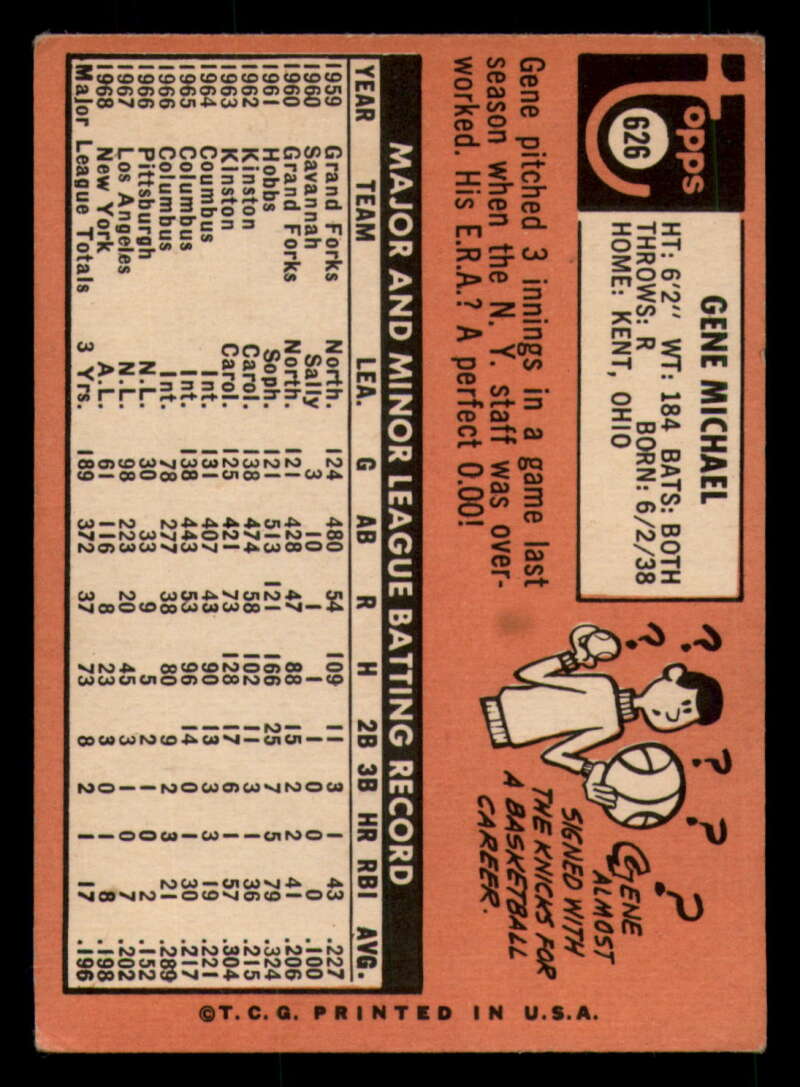 Topps
626
GENE MICHAEL
HT: 6'2" WT: 184 BATS: BOTH
THROWS: R BORN: 6/2/38
HOME: KENT, OHIO
Gene pitched 3 innings in a game last
season when the N. Y. staff was over-
worked. His E.R.A.? A perfect 0.00!
? ? ? ? ?
GENE
ALMOST
SIGNED WITH
THE KNICKS FOR
A BASKETBALL
CAREER.
MAJOR AND MINOR LEAGUE BATTING RECORD
YEAR TEAM LEA. G AB R H 2B 3B HR RBI AVG.
1959 Grand Forks North. 124 480 54 109 11 3 1 43 .227
1960 Savannah Sally 3 10 1 1 1 0 0 0 .100
1960 Grand Forks North. 121 428 47 88 15 2 2 41 .206
1961 Hobbs Soph. 121 513 121 166 25 7 5 79 .324
1962 Kinston Carol. 138 474 58 102 11 3 1 36 .215
1963 Kinston Carol. 125 421 73 128 17 6 1 57 .304
1964 Coumbus Int. 131 407 43 90 13 3 3 19 .221
1965 Columbus Int. 138 443 53 96 14 0 1 30 .217
1966 Columbus Int. 78 277 38 80 9 2 3 21 .289
1966 Pittsburgh N.L. 30 33 9 5 2 1 0 2 .152
1967 Los Angeles N.L. 98 223 20 45 3 1 0 7 .202
1968 New York A.L. 61 116 8 23 3 0 1 8 .198
Major League Totals 3 Yrs. 189 372 37 73 8 2 1 17 .196
©T.C.G. PRINTED IN U.S.A.